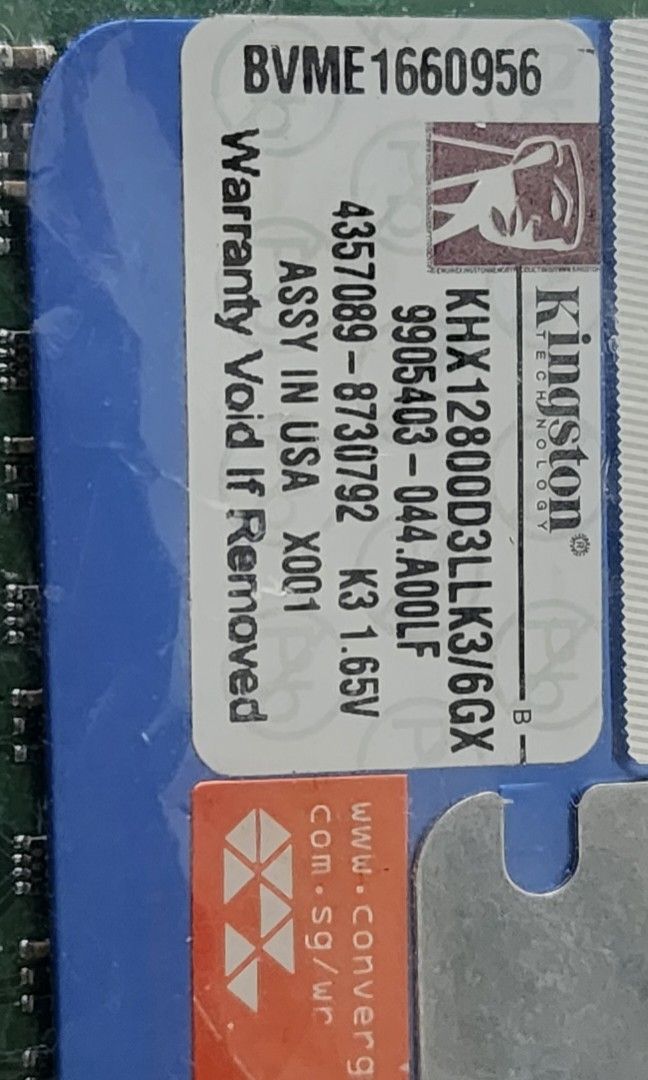 BVME1660956
Kingston®
TECHNOLOGY
B
KHX12800D3LLK3/6GX
9905403-044.A00LF
4357089-8730792 K3 1.65V
ASSY IN USA X001
Warranty Void If Removed
www.converg
com.sg/wr